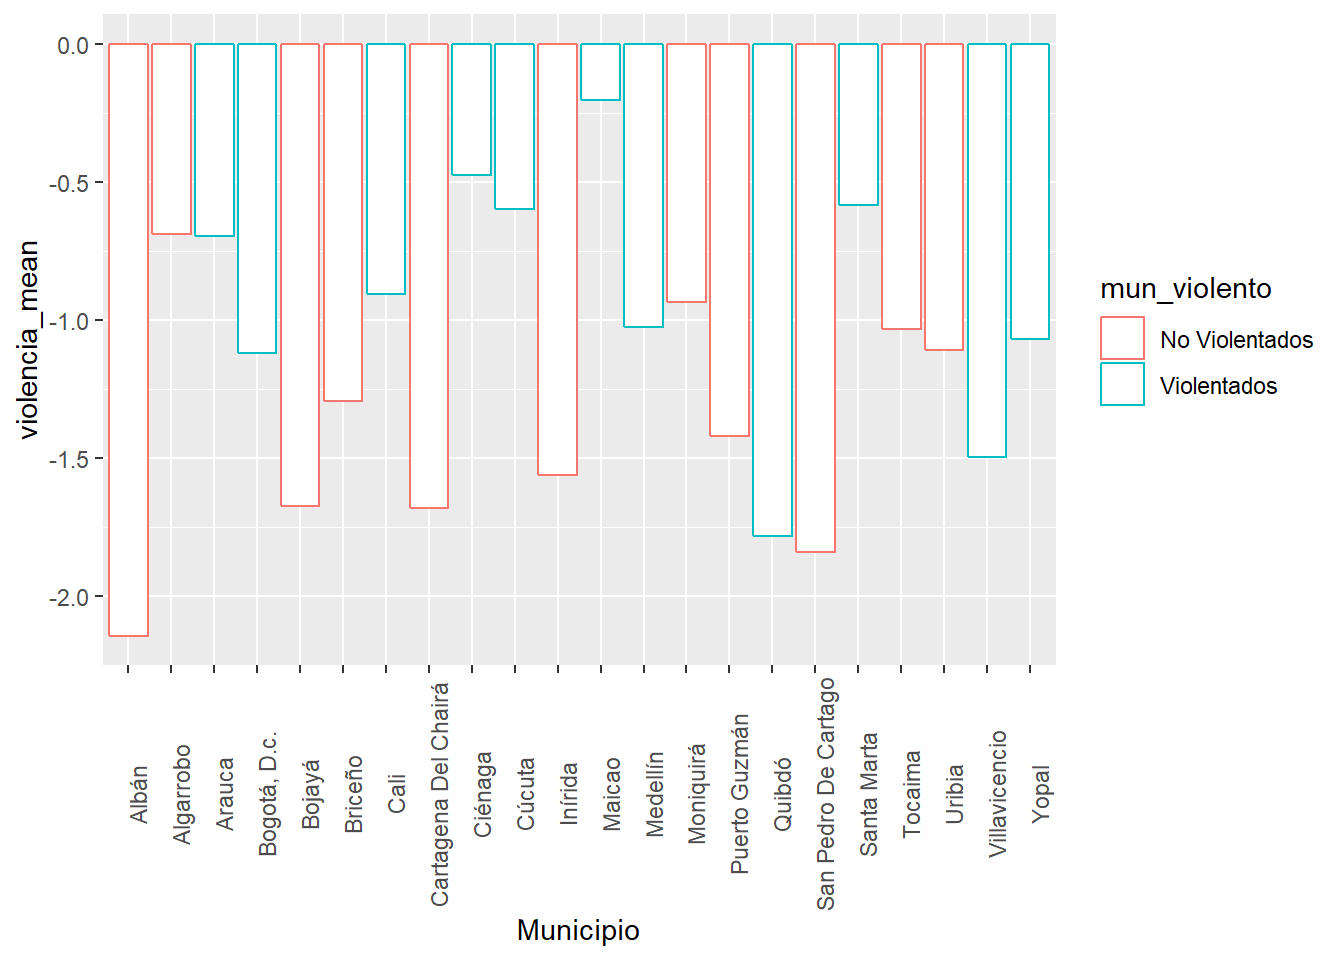 0.0
-0.5
-1.0
-1.5
-2.0
violencia_mean
Albán
Algarrobo
Arauca
Bogotá, D.c.
Bojayá
Briceño
Cali
Cartagena Del Chairá
Ciénaga
Cúcuta
Inírida
Maicao
Medellín
Moniquirá
Puerto Guzmán
Quibdó
San Pedro De Cartago
Santa Marta
Tocaima
Uribia
Villavicencio
Yopal
Municipio
mun_violento
No Violentados
Violentados